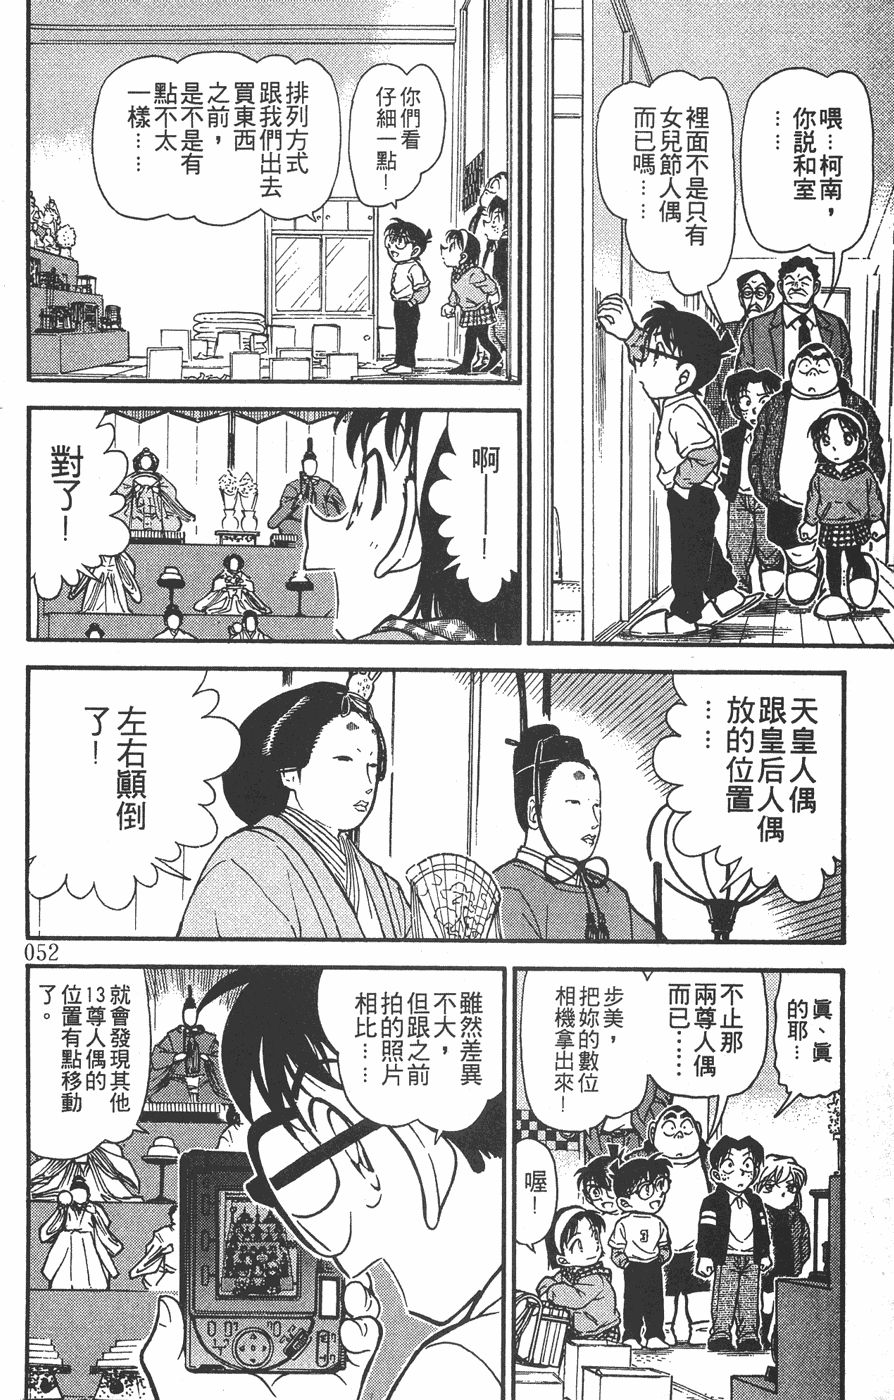 喂…柯南，
你說和室
……
裡面不是只有
女兒節人偶
而已嗎……
你們看
仔細一點！
排列方式
跟我們出去
買東西
之前，
是不是有
點不太
一樣……
啊——！
對了！
天皇人偶
跟皇后人偶
放的位置
……
左右顚倒
了！
眞、眞
的耶…
不止那
兩尊人偶
而已……
步美，
把妳的數位
相機拿出來！
喔！
雖然差異
不大，
但跟之前
拍的照片
相比……
就會發現其他
13尊人偶的
位置有點移動
了。
052